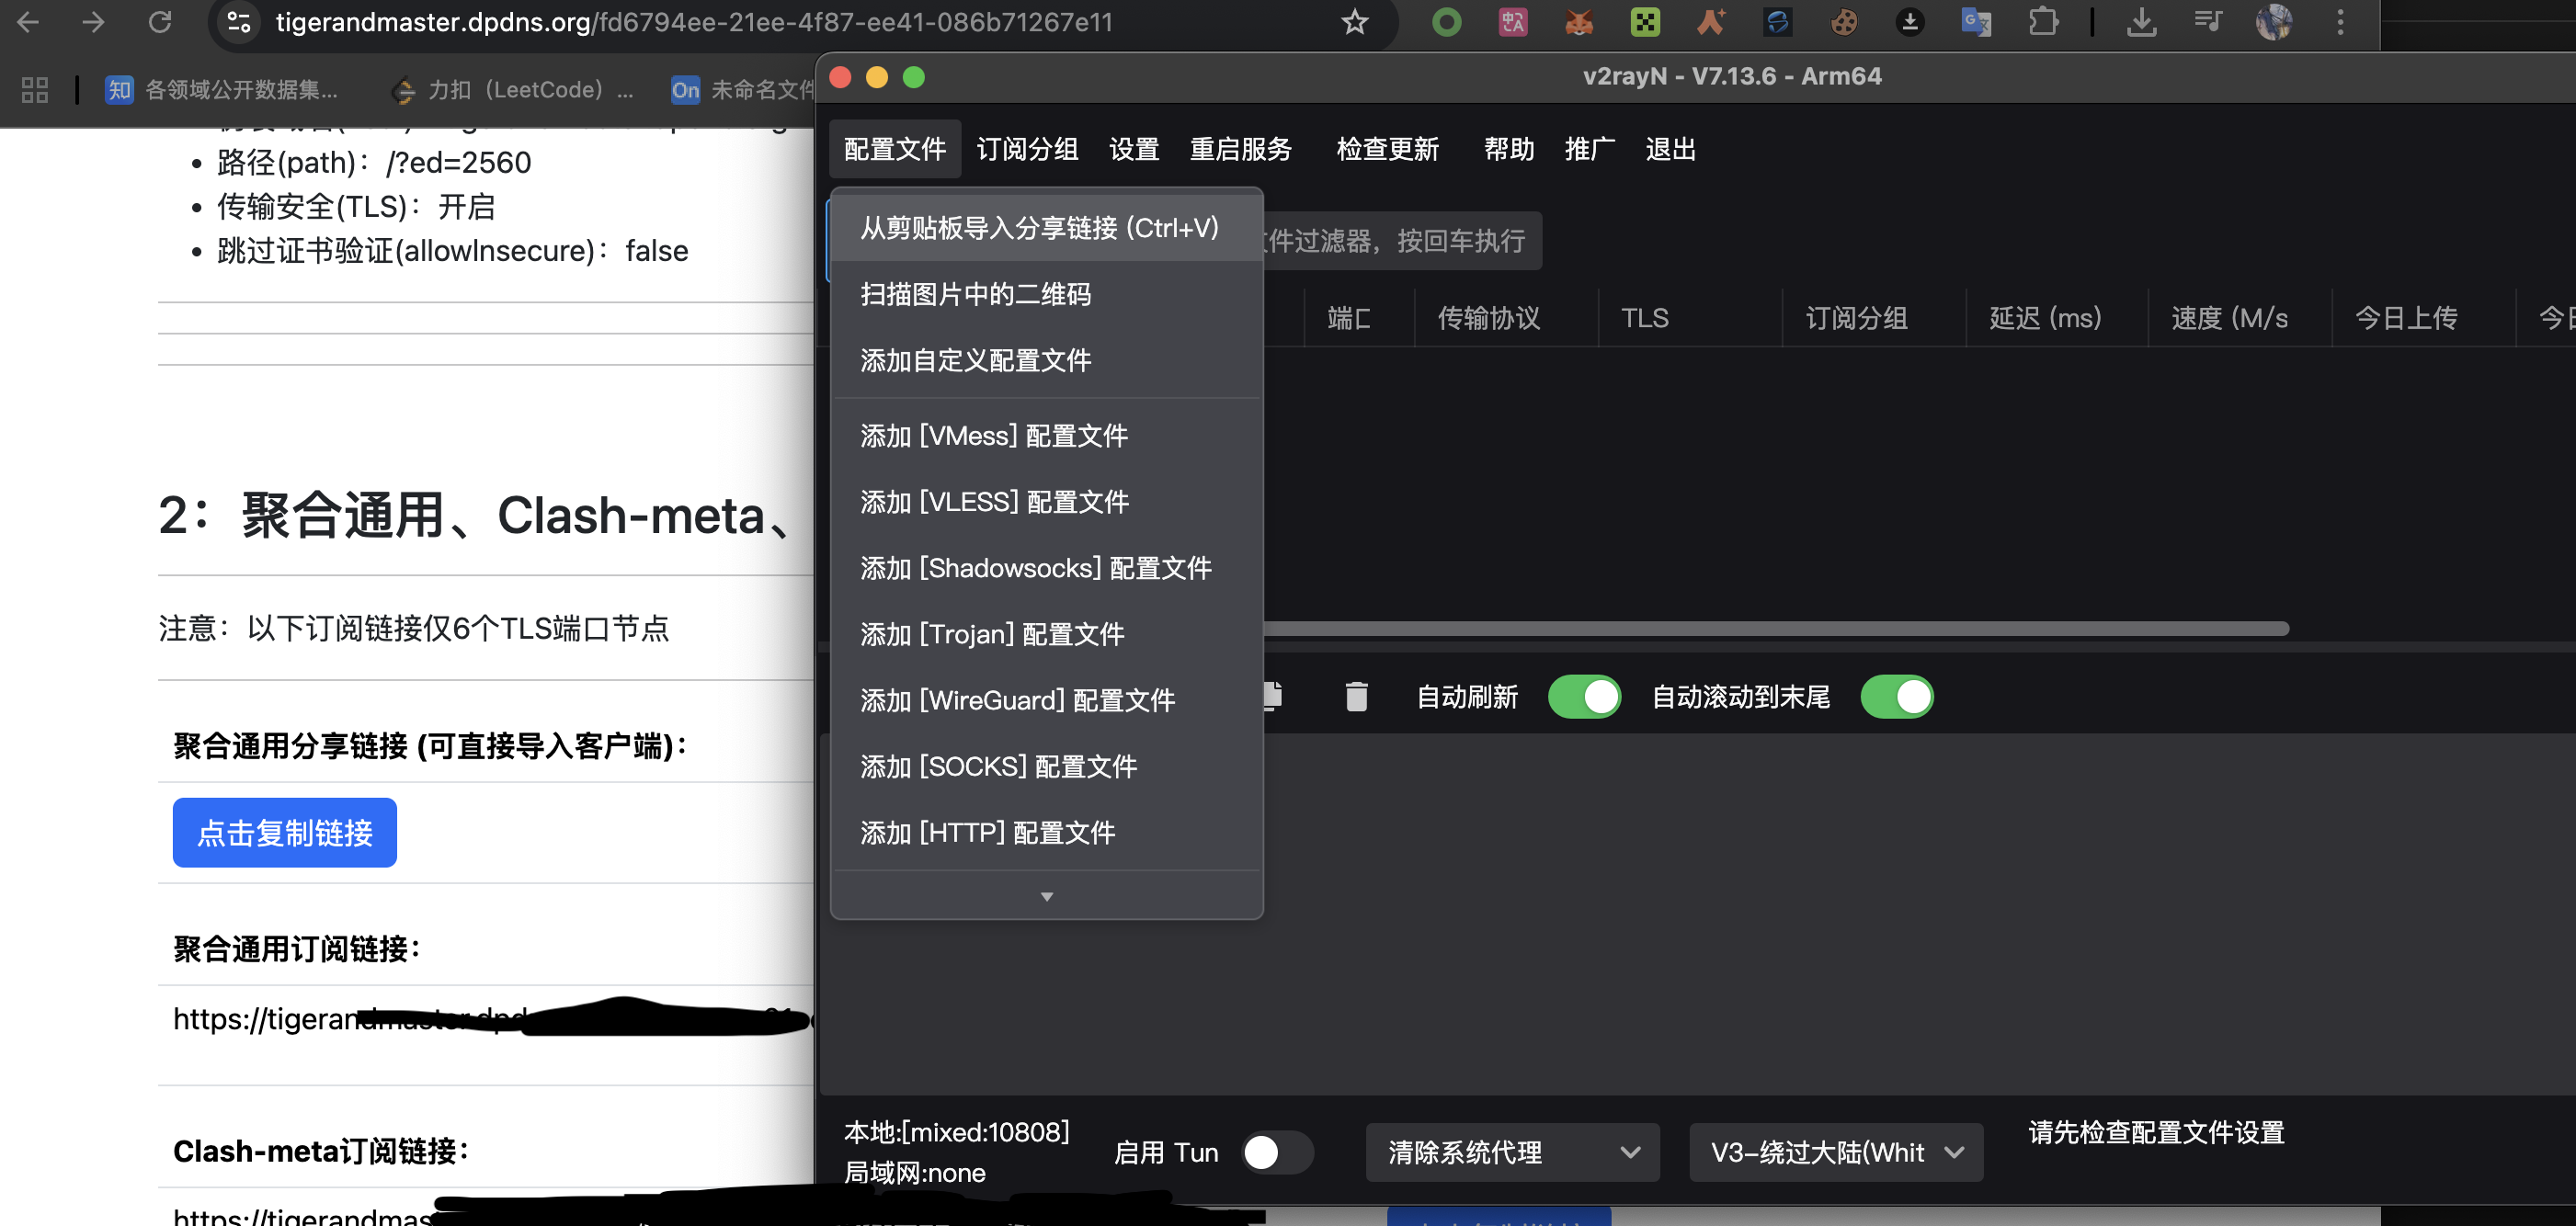 tigerandmaster.dpdns.org/fd6794ee-21ee-4f87-ee41-086b71267e11
知 各领域公开数据集...
力扣（LeetCode）...
On 未命名文件
路径(path)：/?ed=2560
传输安全(TLS)：开启
跳过证书验证(allowInsecure)：false
2：聚合通用、Clash-meta、
注意：以下订阅链接仅6个TLS端口节点
聚合通用分享链接 (可直接导入客户端)：
点击复制链接
聚合通用订阅链接：
https://tigerandmaster.dpd
Clash-meta订阅链接：
https://tigerandmas
v2rayN - V7.13.6 - Arm64
配置文件 订阅分组 设置 重启服务 检查更新 帮助 推广 退出
从剪贴板导入分享链接 (Ctrl+V)
扫描图片中的二维码
添加自定义配置文件
添加 [VMess] 配置文件
添加 [VLESS] 配置文件
添加 [Shadowsocks] 配置文件
添加 [Trojan] 配置文件
添加 [WireGuard] 配置文件
添加 [SOCKS] 配置文件
添加 [HTTP] 配置文件
件过滤器，按回车执行
端口 传输协议 TLS 订阅分组 延迟 (ms) 速度 (M/s 今日上传 今日
自动刷新 自动滚动到末尾
本地:[mixed:10808]
局域网:none
启用 Tun 清除系统代理 V3-绕过大陆(Whit 请先检查配置文件设置